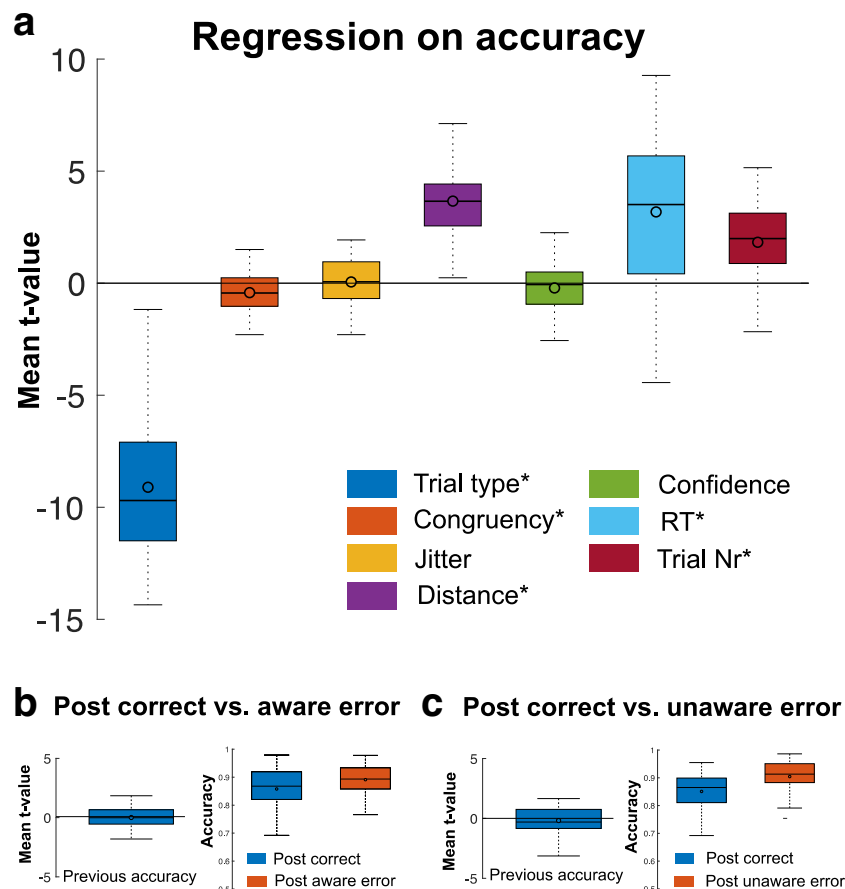 a
Regression on accuracy
10
5
0
-5
-10
-15
Mean t-value
Trial type*
Congruency*
Jitter
Distance*
Confidence
RT*
Trial Nr*
b Post correct vs. aware error
5
0
-5
Mean t-value
Previous accuracy
1
0.9
0.8
0.7
0.6
Accuracy
Post correct
Post aware error
c Post correct vs. unaware error
5
0
-5
Mean t-value
Previous accuracy
1
0.9
0.8
0.7
0.6
Accuracy
Post correct
Post unaware error